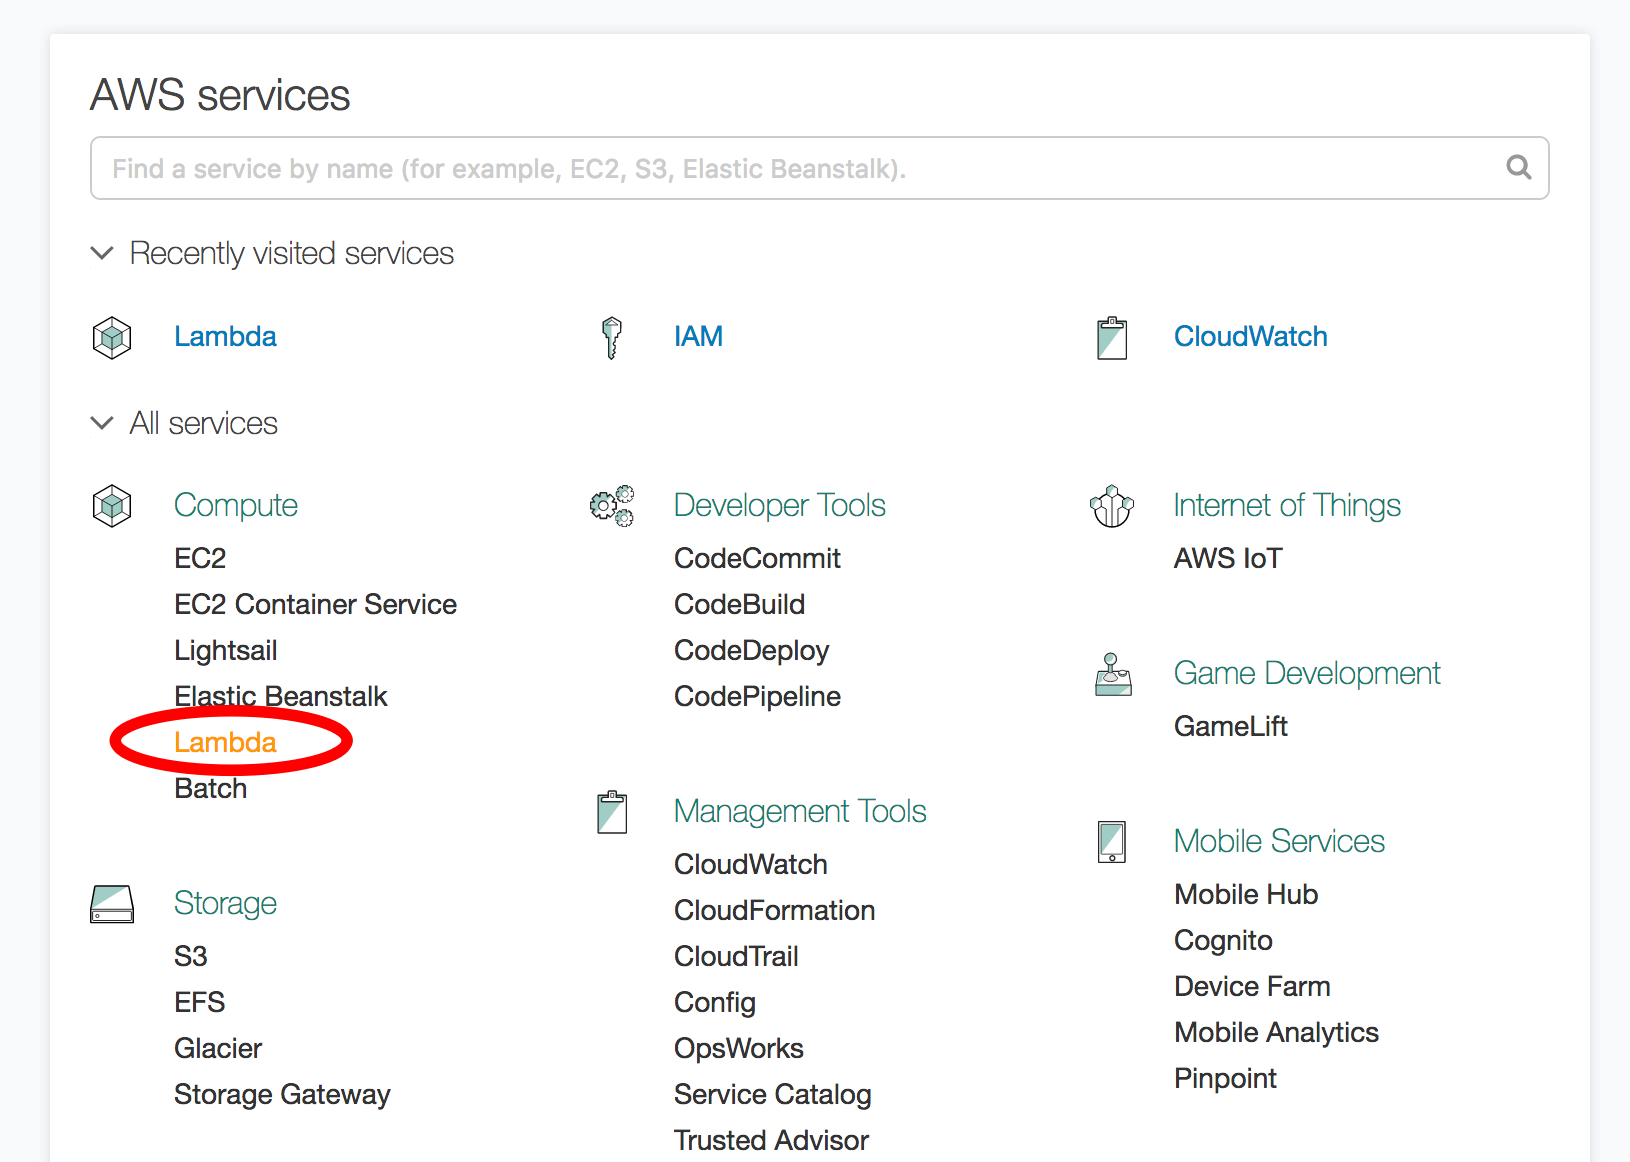 AWS services
Find a service by name (for example, EC2, S3, Elastic Beanstalk).
Recently visited services
Lambda
IAM
CloudWatch
All services
Compute
EC2
EC2 Container Service
Lightsail
Elastic Beanstalk
Lambda
Batch
Storage
S3
EFS
Glacier
Storage Gateway
Developer Tools
CodeCommit
CodeBuild
CodeDeploy
CodePipeline
Management Tools
CloudWatch
CloudFormation
CloudTrail
Config
OpsWorks
Service Catalog
Trusted Advisor
Internet of Things
AWS IoT
Game Development
GameLift
Mobile Services
Mobile Hub
Cognito
Device Farm
Mobile Analytics
Pinpoint